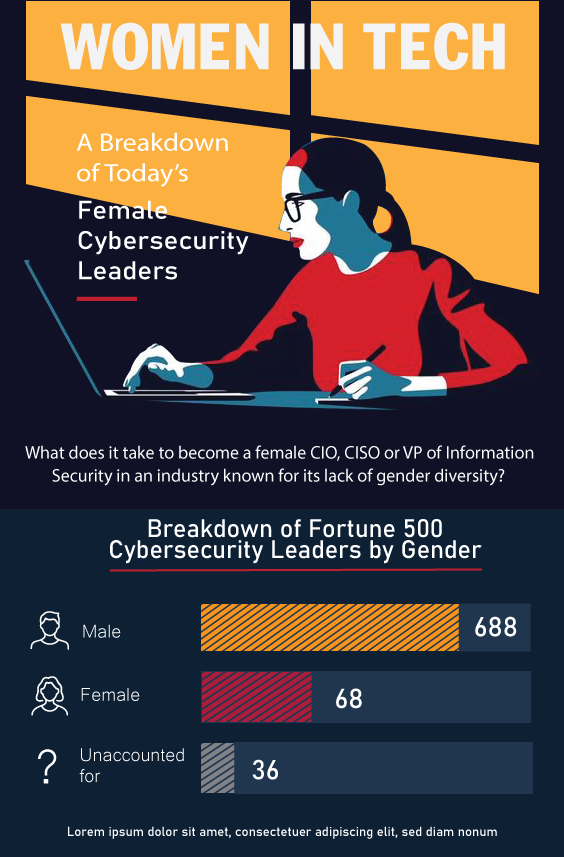 WOMEN IN TECH
A Breakdown
of Today's
Female
Cybersecurity
Leaders
What does it take to become a female CIO, CISO or VP of Information
Security in an industry known for its lack of gender diversity?
Breakdown of Fortune 500
Cybersecurity Leaders by Gender
Male
688
Female
68
?
Unaccounted
for
36
Lorem ipsum dolor sit amet, consectetuer adipiscing elit, sed diam nonum